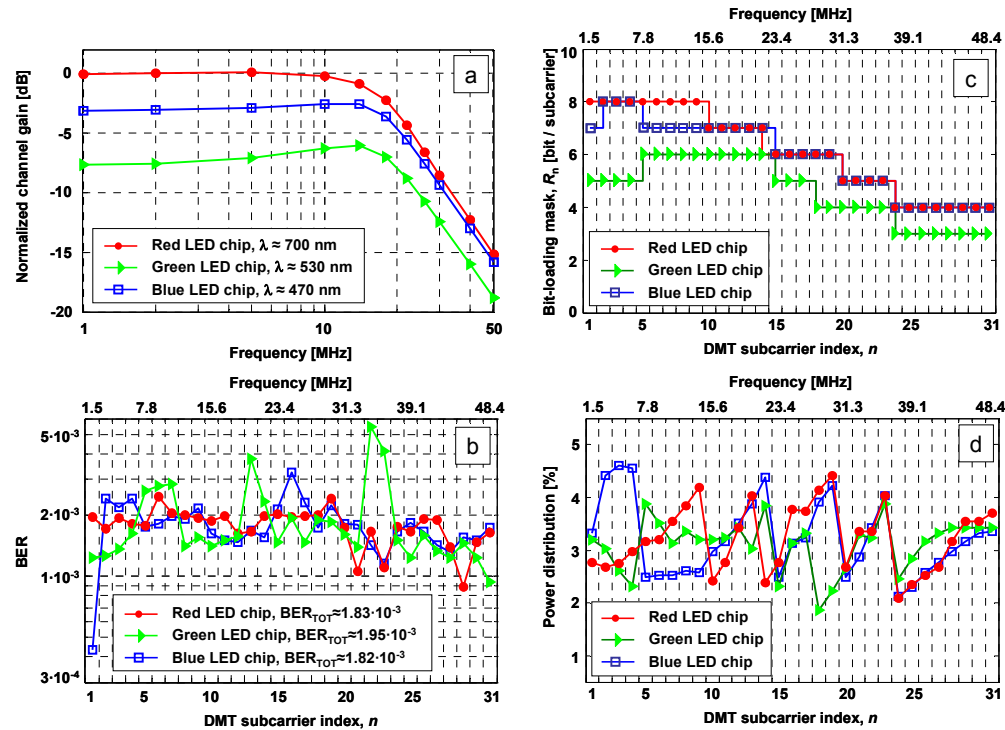 a
Normalized channel gain [dB]
0
-5
-10
-15
-20
1
10
50
Frequency [MHz]
Red LED chip, λ ≈ 700 nm
Green LED chip, λ ≈ 530 nm
Blue LED chip, λ ≈ 470 nm
Frequency [MHz]
1.5 7.8 15.6 23.4 31.3 39.1 48.4
c
Bit-loading mask, Rn [bit / subcarrier]
10
8
6
4
2
0
1 5 10 15 20 25 31
DMT subcarrier index, n
Red LED chip
Green LED chip
Blue LED chip
Frequency [MHz]
1.5 7.8 15.6 23.4 31.3 39.1 48.4
b
BER
5·10-3
2·10-3
1·10-3
3·10-4
1 5 10 15 20 25 31
DMT subcarrier index, n
Red LED chip, BERTOT≈1.83·10-3
Green LED chip, BERTOT≈1.95·10-3
Blue LED chip, BERTOT≈1.82·10-3
Frequency [MHz]
1.5 7.8 15.6 23.4 31.3 39.1 48.4
d
Power distribution [%]
5
4
3
2
1
1 5 10 15 20 25 31
DMT subcarrier index, n
Red LED chip
Green LED chip
Blue LED chip